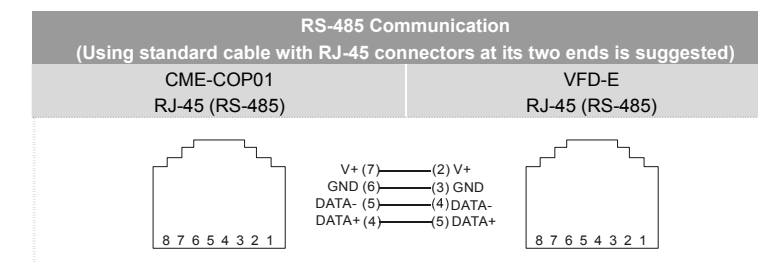 RS-485 Communication
(Using standard cable with RJ-45 connectors at its two ends is suggested)
CME-COP01
RJ-45 (RS-485)
VFD-E
RJ-45 (RS-485)
V+ (7) (2) V+
GND (6) (3) GND
DATA- (5) (4) DATA-
DATA+ (4) (5) DATA+
8 7 6 5 4 3 2 1
8 7 6 5 4 3 2 1